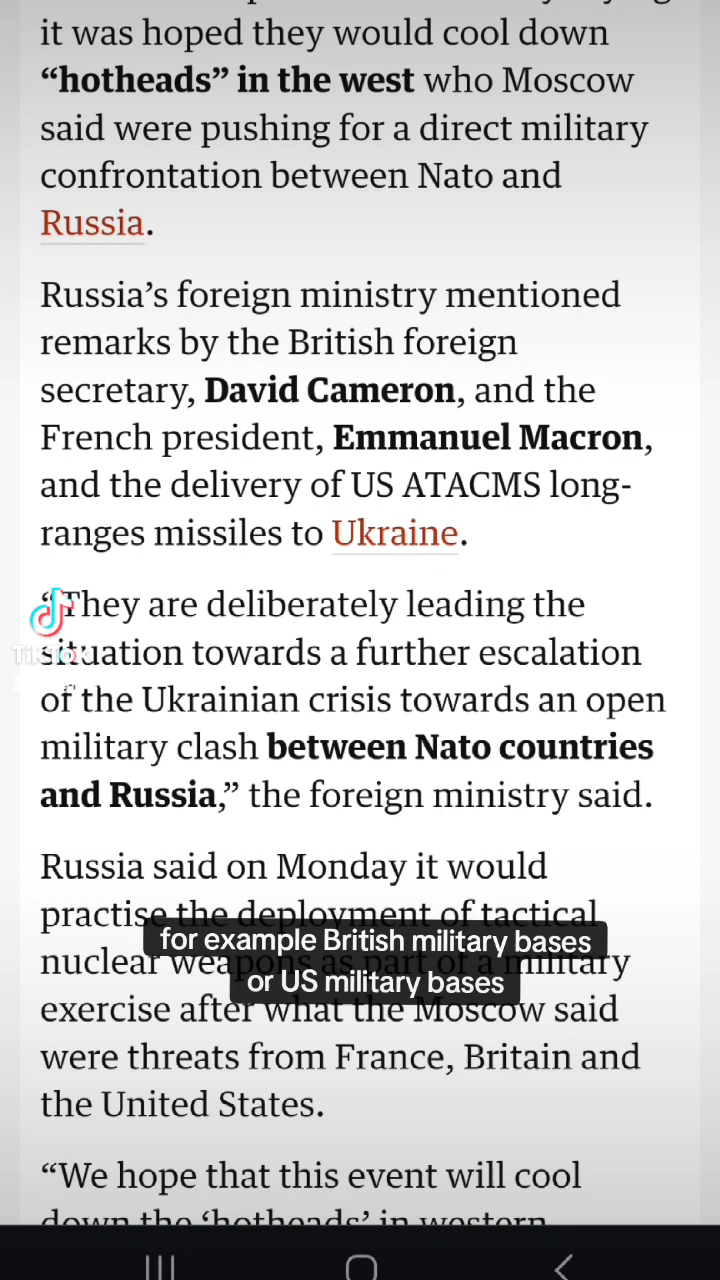 it was hoped they would cool down
“hotheads” in the west who Moscow
said were pushing for a direct military
confrontation between Nato and
Russia.
Russia’s foreign ministry mentioned
remarks by the British foreign
secretary, David Cameron, and the
French president, Emmanuel Macron,
and the delivery of US ATACMS long-
ranges missiles to Ukraine.
“They are deliberately leading the
TikTok
situation towards a further escalation
of the Ukrainian crisis towards an open
military clash between Nato countries
and Russia,” the foreign ministry said.
Russia said on Monday it would
practise the deployment of tactical
for example British military bases
nuclear weapons as part of a military
or US military bases
exercise after what the Moscow said
were threats from France, Britain and
the United States.
“We hope that this event will cool
down the ‘hotheads’ in western